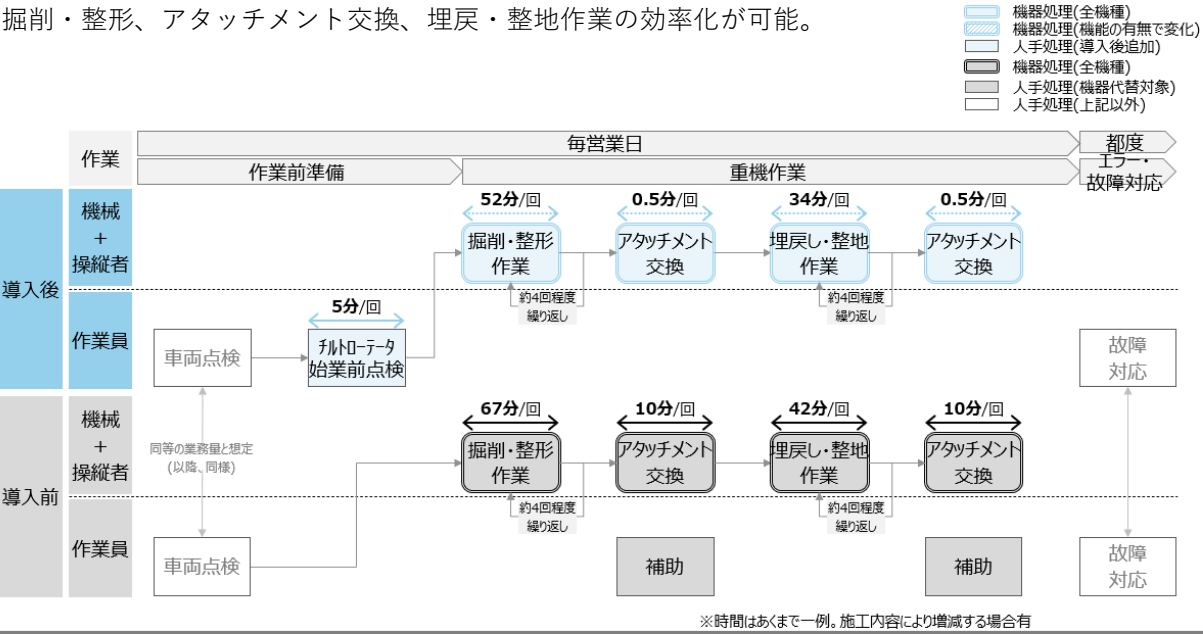 掘削・整形、アタッチメント交換、埋戻・整地作業の効率化が可能。
機器処理(全機種)
機器処理(機能の有無で変化)
人手処理(導入後追加)
機器処理(全機種)
人手処理(機器代替対象)
人手処理(上記以外)
作業
毎営業日
都度
作業前準備
重機作業
エラー・
故障対応
導入後
機械
+
操縦者
52分/回
0.5分/回
34分/回
0.5分/回
掘削・整形
作業
アタッチメント
交換
埋戻し・整地
作業
アタッチメント
交換
約4回程度
繰り返し
約4回程度
繰り返し
作業員
車両点検
5分/回
チルトローテータ
始業前点検
故障
対応
同等の業務量と想定
(以降、同様)
導入前
機械
+
操縦者
67分/回
10分/回
42分/回
10分/回
掘削・整形
作業
アタッチメント
交換
埋戻し・整地
作業
アタッチメント
交換
約4回程度
繰り返し
約4回程度
繰り返し
作業員
車両点検
補助
補助
故障
対応
※時間はあくまで一例。施工内容により増減する場合有